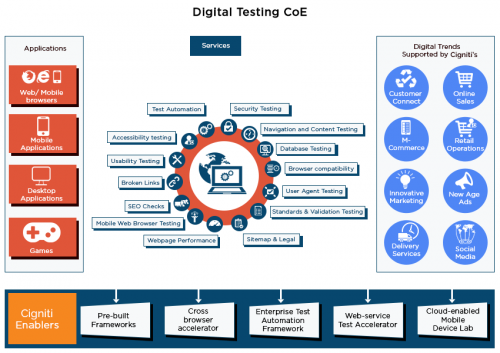 Digital Testing CoE
Applications
Web/ Mobile
browsers
Mobile
Applications
Desktop
Applications
Games
Services
Test Automation
Security Testing
Accessibility testing
Navigation and Content Testing
Usability Testing
Database Testing
Broken Links
Browser compatibility
SEO Checks
User Agent Testing
Mobile Web Browser Testing
Standards & Validation Testing
Webpage Performance
Sitemap & Legal
Digital Trends
Supported by Cigniti's
Customer
Connect
Online
Sales
M-
Commerce
Retail
Operations
Innovative
Marketing
New Age
Ads
Delivery
Services
Social
Media
Cigniti
Enablers
Pre-built
Frameworks
Cross
browser
accelerator
Enterprise Test
Automation
Framework
Web-service
Test Accelerator
Cloud-enabled
Mobile
Device Lab